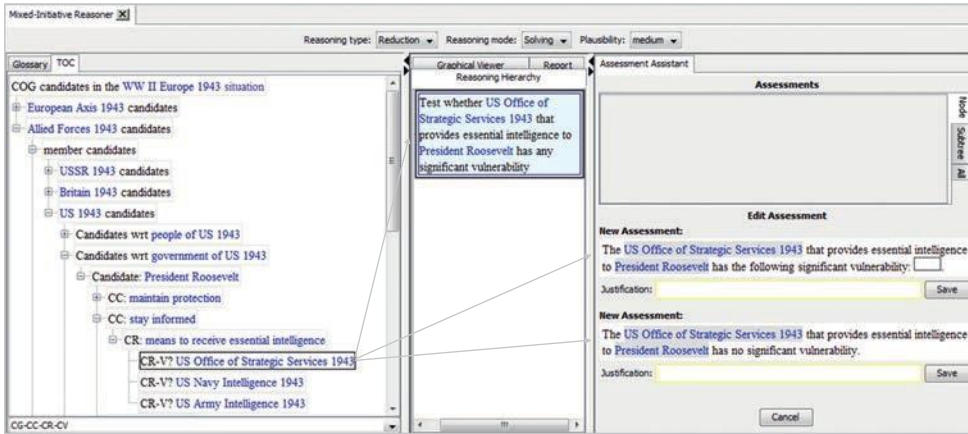 Mixed-Initiative Reasoner
Reasoning type: Reduction Reasoning mode: Solving Plausibility: medium
Glossary TOC
COG candidates in the WW II Europe 1943 situation
European Axis 1943 candidates
Allied Forces 1943 candidates
member candidates
USSR 1943 candidates
Britain 1943 candidates
US 1943 candidates
Candidates wrt people of US 1943
Candidates wrt government of US 1943
Candidate: President Roosevelt
CC: maintain protection
CC: stay informed
CR: means to receive essential intelligence
CR-V? US Office of Strategic Services 1943
CR-V? US Navy Intelligence 1943
CR-V? US Army Intelligence 1943
CG-CC-CR-CV
Graphical Viewer Report
Reasoning Hierarchy
Test whether US Office of
Strategic Services 1943 that
provides essential intelligence to
President Roosevelt has any
significant vulnerability
Assessment Assistant
Assessments
Node
Subtree
All
Edit Assessment
New Assessment:
The US Office of Strategic Services 1943 that provides essential intelligence
to President Roosevelt has the following significant vulnerability:
Justification: Save
New Assessment:
The US Office of Strategic Services 1943 that provides essential intelligence
to President Roosevelt has no significant vulnerability.
Justification: Save
Cancel